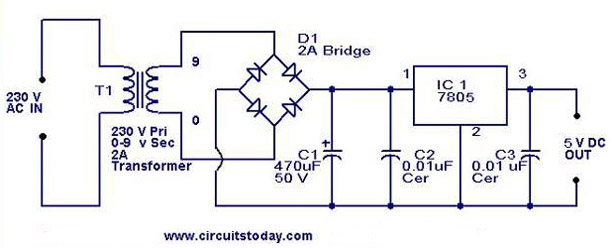 D1
2A Bridge
9
T1
230 V
AC IN
0
230 V Pri
0-9 v Sec
2A
Transformer
1
IC 1
7805
3
2
+
C1
470uF
50 V
C2
0.01uF
Cer
C3
0.01 uF
Cer
5 V DC
OUT
www.circuitstoday.com